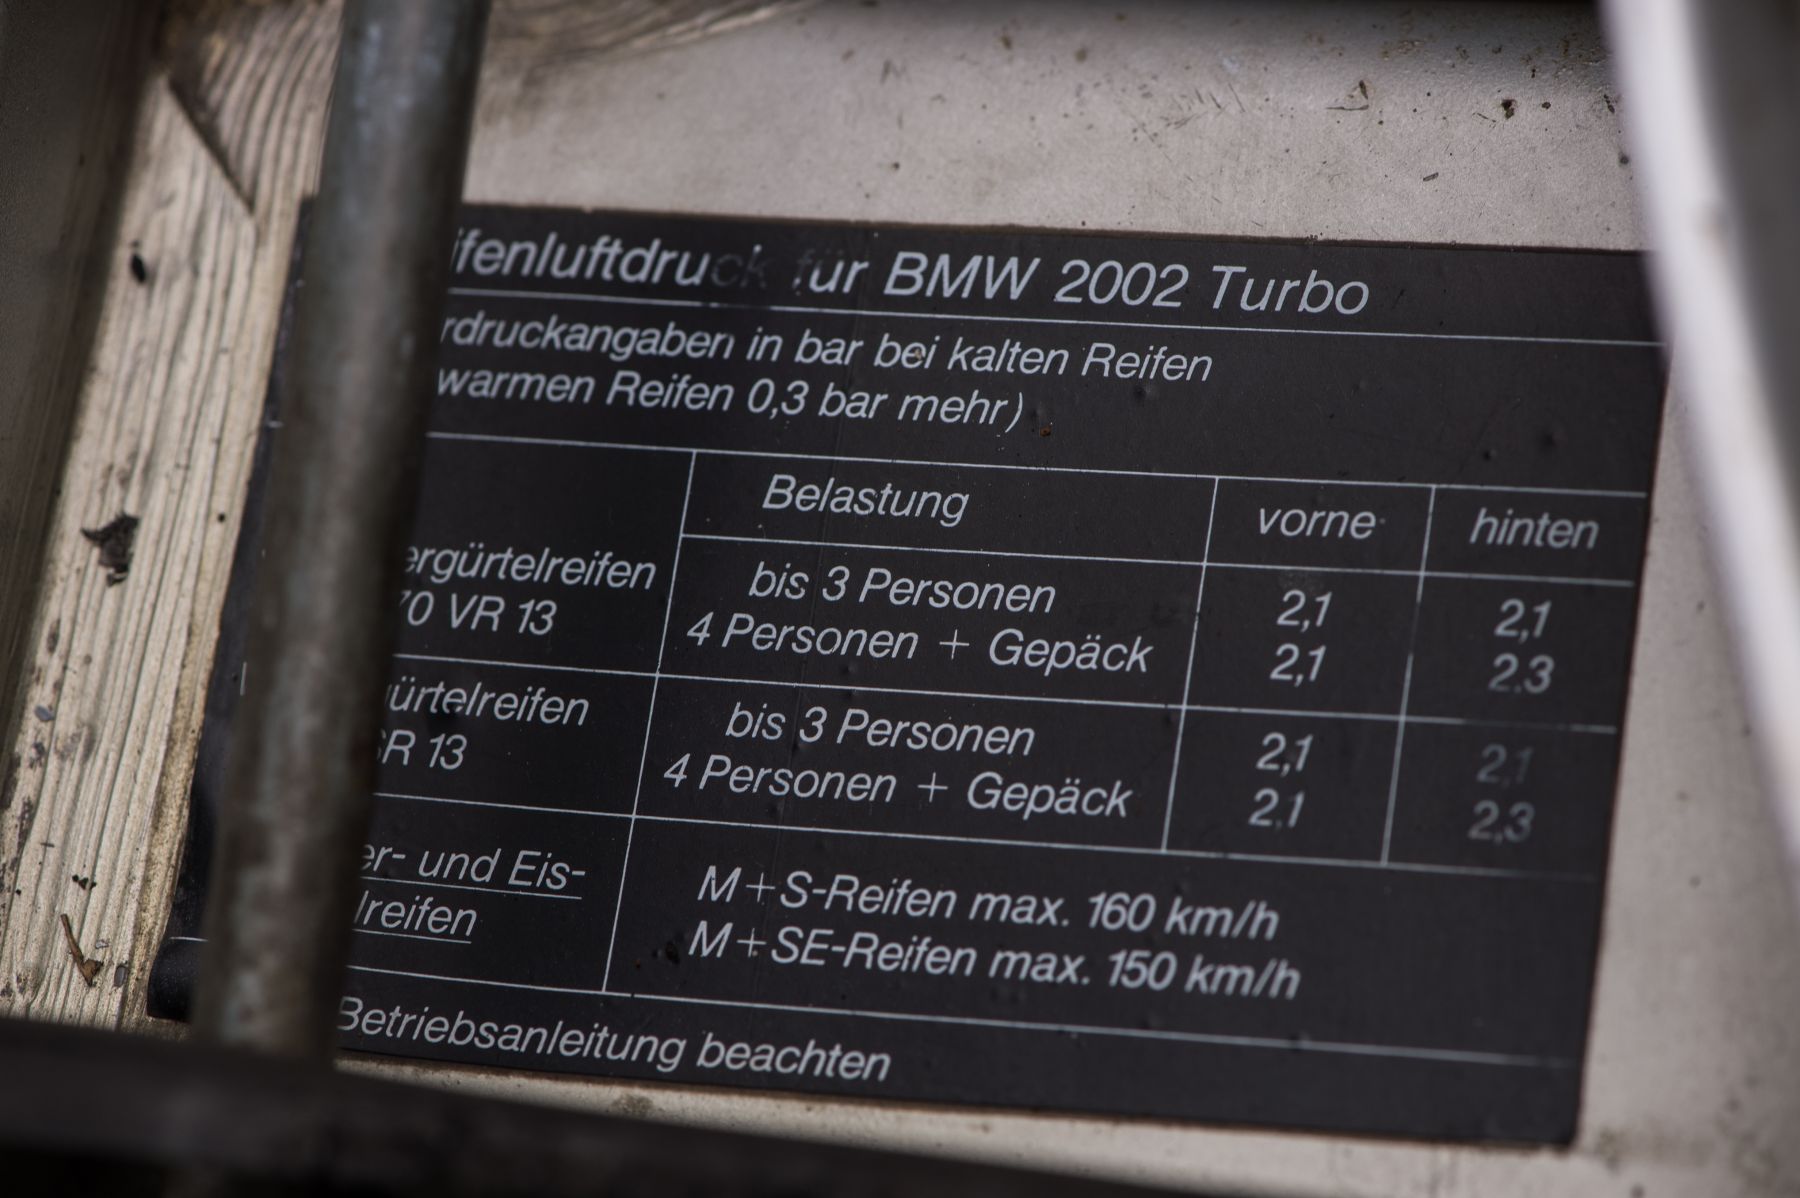 ifenluftdruck für BMW 2002 Turbo
rdruckangaben in bar bei kalten Reifen
warmen Reifen 0,3 bar mehr)
Belastung vorne hinten
ergürtelreifen bis 3 Personen 2,1 2,1
70 VR 13 4 Personen + Gepäck 2,1 2,3
gürtelreifen bis 3 Personen 2,1 2,1
SR 13 4 Personen + Gepäck 2,1 2,3
er- und Eis- M+S-Reifen max. 160 km/h
lreifen M+SE-Reifen max. 150 km/h
Betriebsanleitung beachten